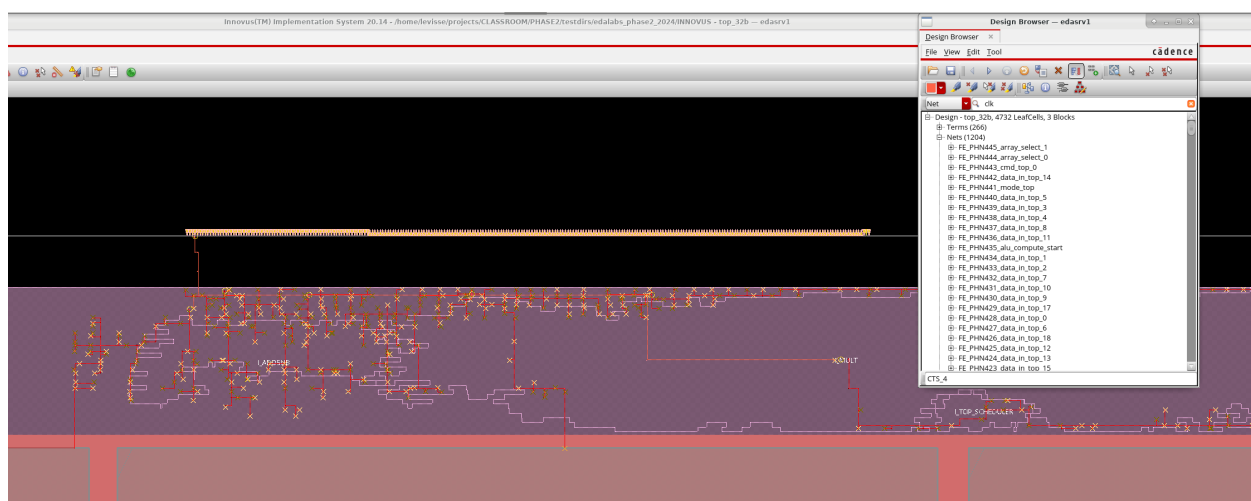 Innovus(TM) Implementation System 20.14 - /home/levisse/projects/CLASSROOM/PHASE2/testdirs/edalabs_phase2_2024/INNOVUS - top_32b — edasrv1
Design Browser — edasrv1
Design Browser
File View Edit Tool
cādence
Net
clk
Design - top_32b, 4732 LeafCells, 3 Blocks
Terms (266)
Nets (1204)
FE_PHN445_array_select_1
FE_PHN444_array_select_0
FE_PHN443_cmd_top_0
FE_PHN442_data_in_top_14
FE_PHN441_mode_top
FE_PHN440_data_in_top_5
FE_PHN439_data_in_top_3
FE_PHN438_data_in_top_4
FE_PHN437_data_in_top_8
FE_PHN436_data_in_top_11
FE_PHN435_alu_compute_start
FE_PHN434_data_in_top_1
FE_PHN433_data_in_top_2
FE_PHN432_data_in_top_7
FE_PHN431_data_in_top_10
FE_PHN430_data_in_top_9
FE_PHN429_data_in_top_17
FE_PHN428_data_in_top_0
FE_PHN427_data_in_top_6
FE_PHN426_data_in_top_18
FE_PHN425_data_in_top_12
FE_PHN424_data_in_top_13
FE_PHN423_data_in_top_15
CTS_4
I_ADDSUB
I_TOP_SCHEDULER